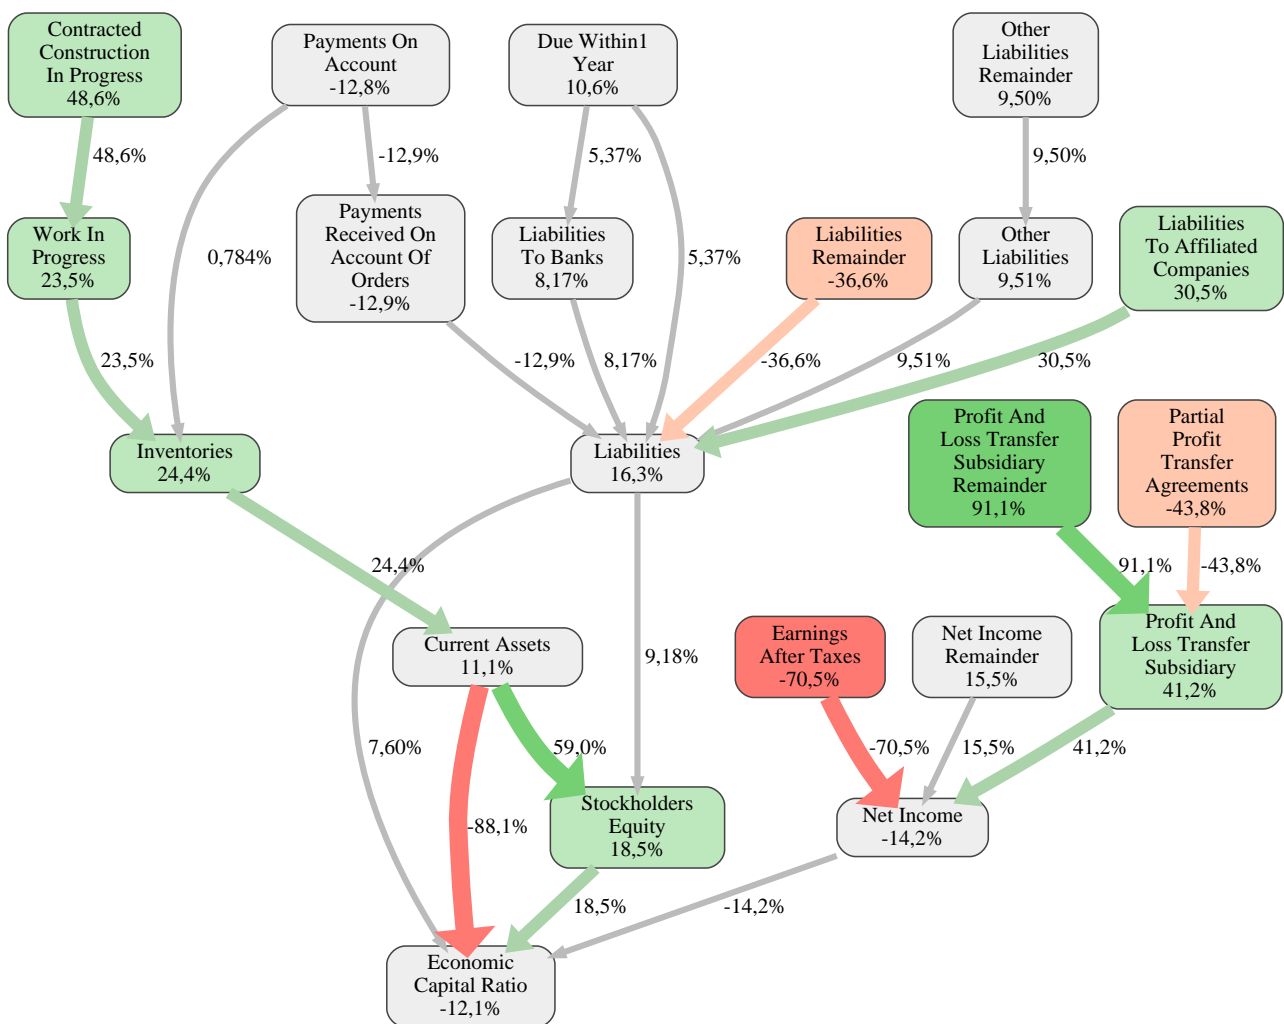 Contracted
Construction
In Progress
48,6%
Payments On
Account
-12,8%
Due Within1
Year
10,6%
Other
Liabilities
Remainder
9,50%
48,6%
-12,9%
5,37%
9,50%
Work In
Progress
23,5%
0,784%
Payments
Received On
Account Of
Orders
-12,9%
Liabilities
To Banks
8,17%
5,37%
Liabilities
Remainder
-36,6%
Other
Liabilities
9,51%
Liabilities
To Affiliated
Companies
30,5%
23,5%
-12,9%
8,17%
-36,6%
9,51%
30,5%
Inventories
24,4%
Liabilities
16,3%
Profit And
Loss Transfer
Subsidiary
Remainder
91,1%
Partial
Profit
Transfer
Agreements
-43,8%
24,4%
91,1%
-43,8%
Current Assets
11,1%
9,18%
Earnings
After Taxes
-70,5%
Net Income
Remainder
15,5%
Profit And
Loss Transfer
Subsidiary
41,2%
7,60%
59,0%
-70,5%
15,5%
41,2%
-88,1%
Stockholders
Equity
18,5%
Net Income
-14,2%
18,5%
-14,2%
Economic
Capital Ratio
-12,1%